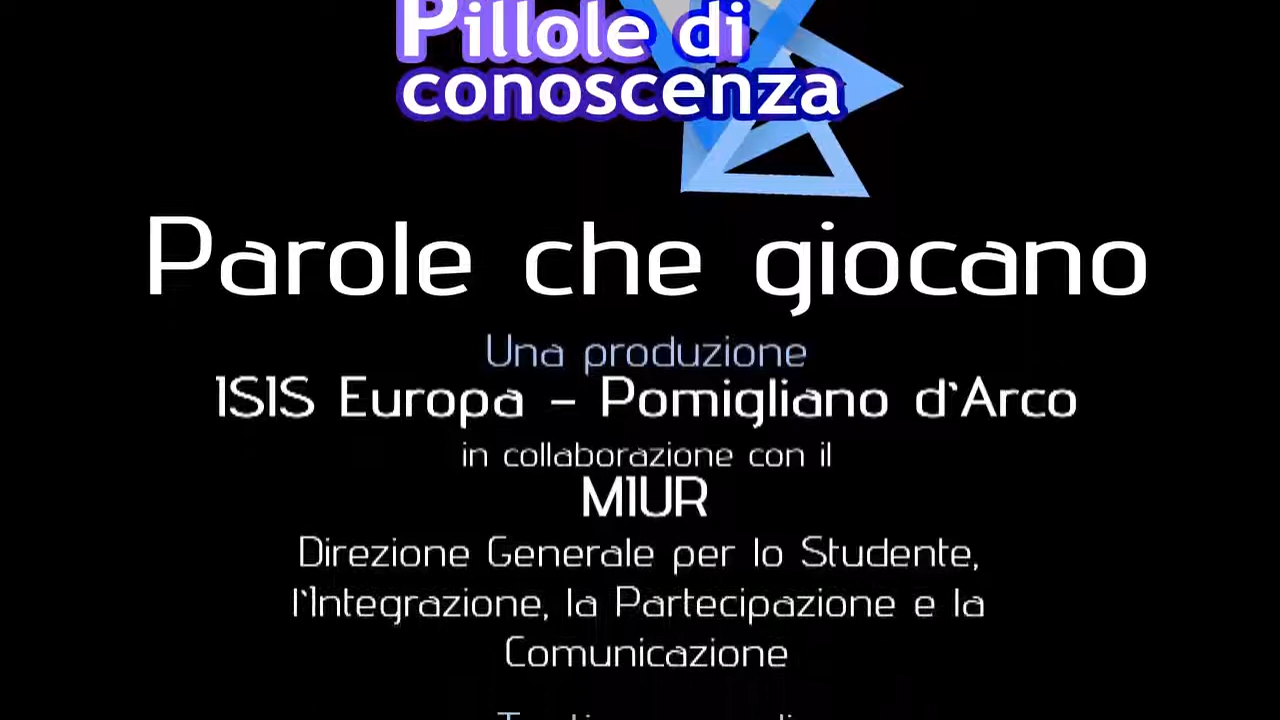 Pillole di
conoscenza
Parole che giocano
Una produzione
ISIS Europa - Pomigliano d'Arco
in collaborazione con il
MIUR
Direzione Generale per lo Studente,
l'Integrazione, la Partecipazione e la
Comunicazione